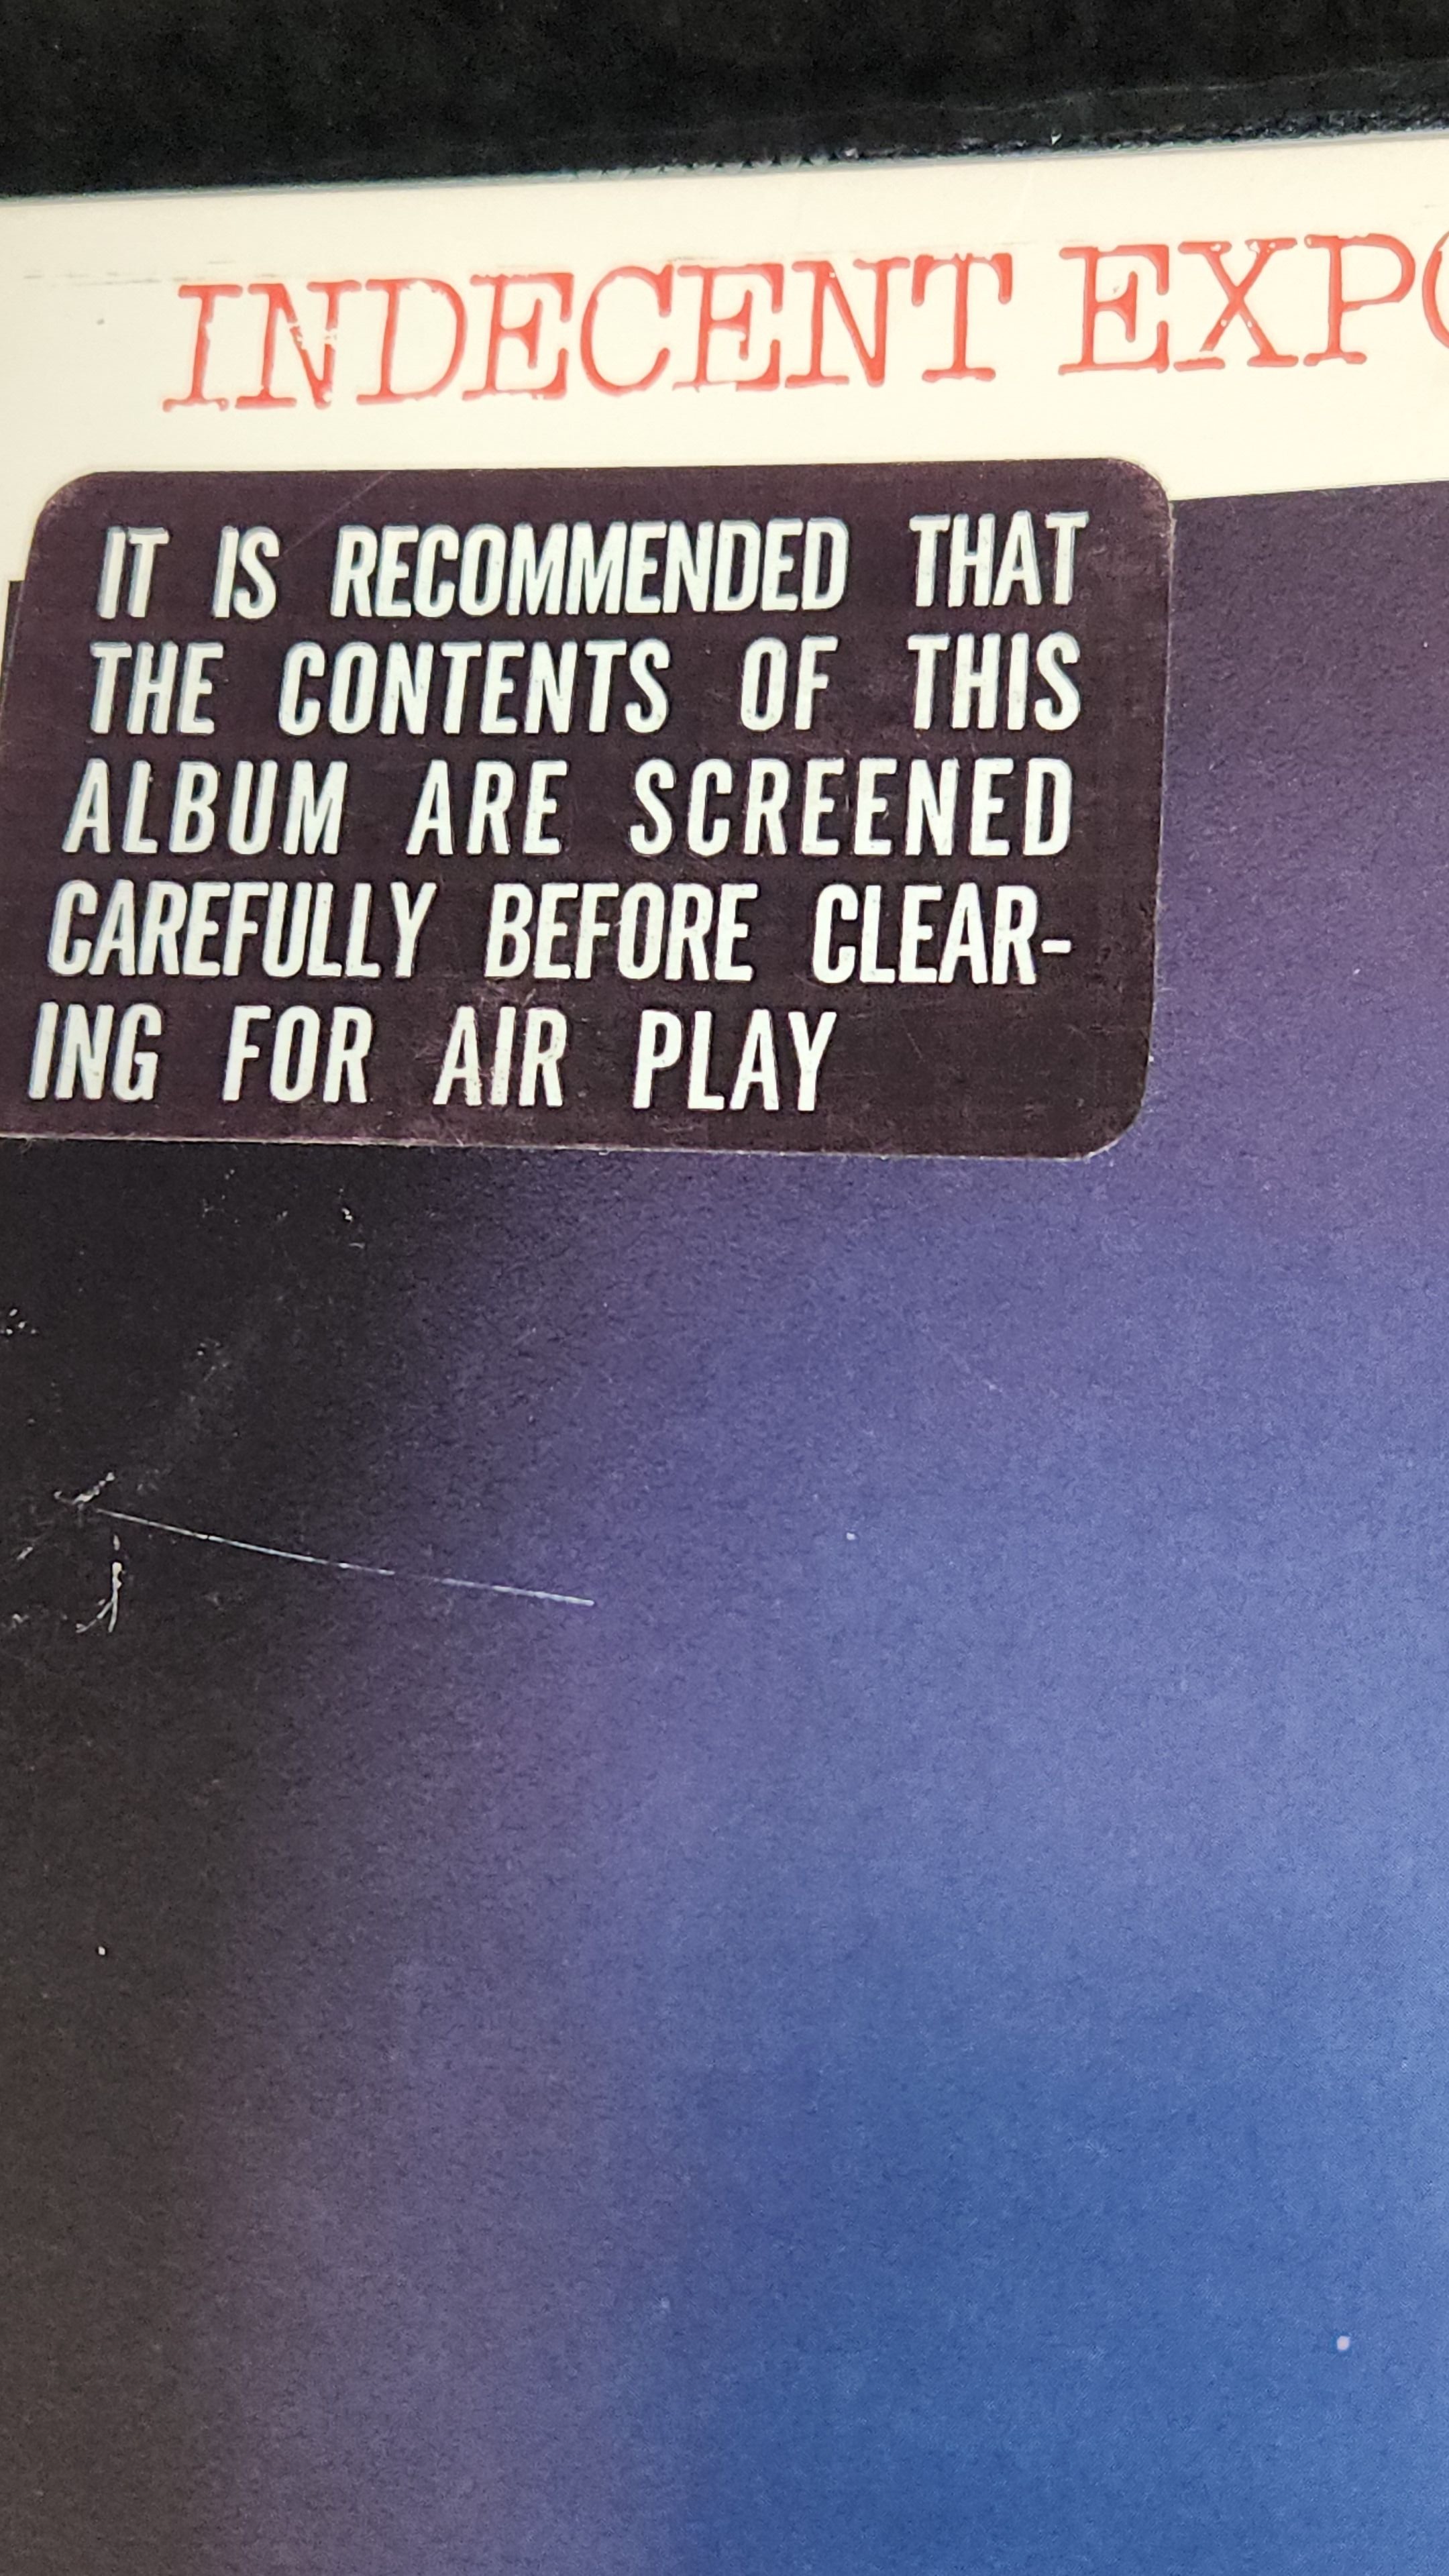 INDECENT EXPO
IT IS RECOMMENDED THAT
THE CONTENTS OF THIS
ALBUM ARE SCREENED
CAREFULLY BEFORE CLEAR-
ING FOR AIR PLAY